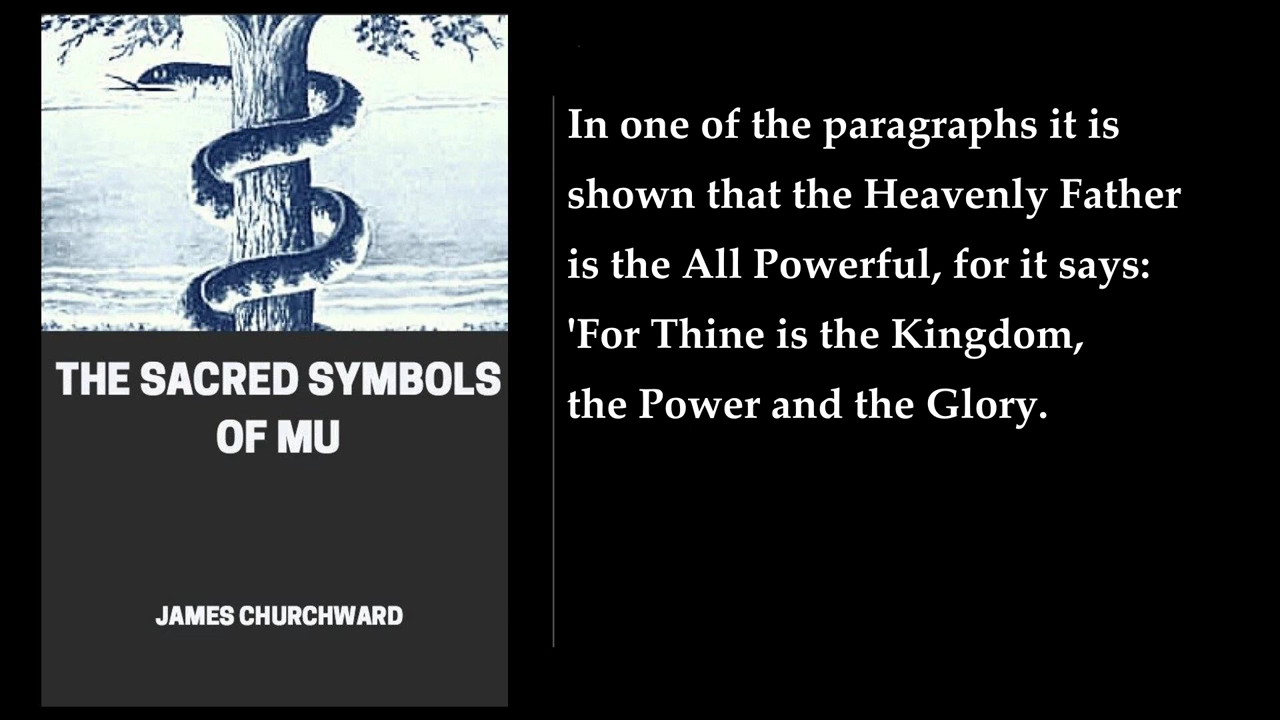 THE SACRED SYMBOLS
OF MU
JAMES CHURCHWARD
In one of the paragraphs it is
shown that the Heavenly Father
is the All Powerful, for it says:
'For Thine is the Kingdom,
the Power and the Glory.